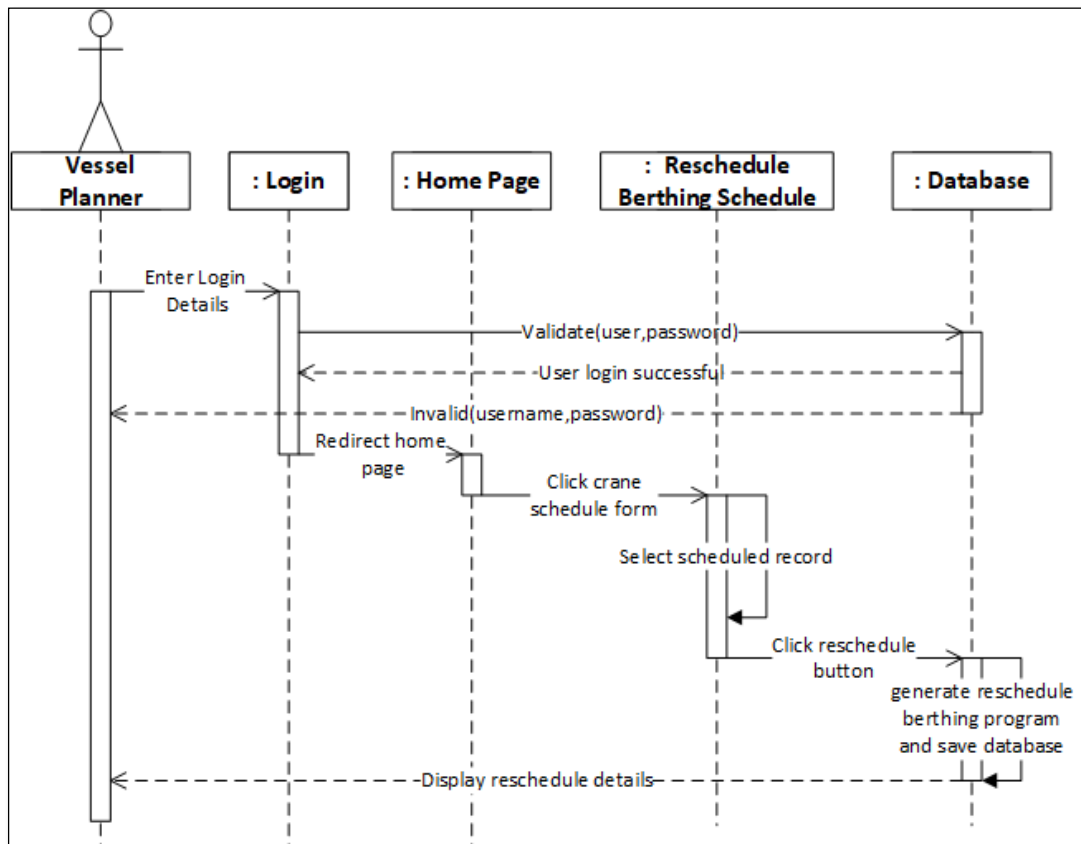 Vessel
Planner
: Login
: Home Page
: Reschedule
Berthing Schedule
: Database
Enter Login
Details
Validate(user,password)
User login successful
Invalid(username,password)
Redirect home
page
Click crane
schedule form
Select scheduled record
Click reschedule
button
generate reschedule
berthing program
and save database
Display reschedule details